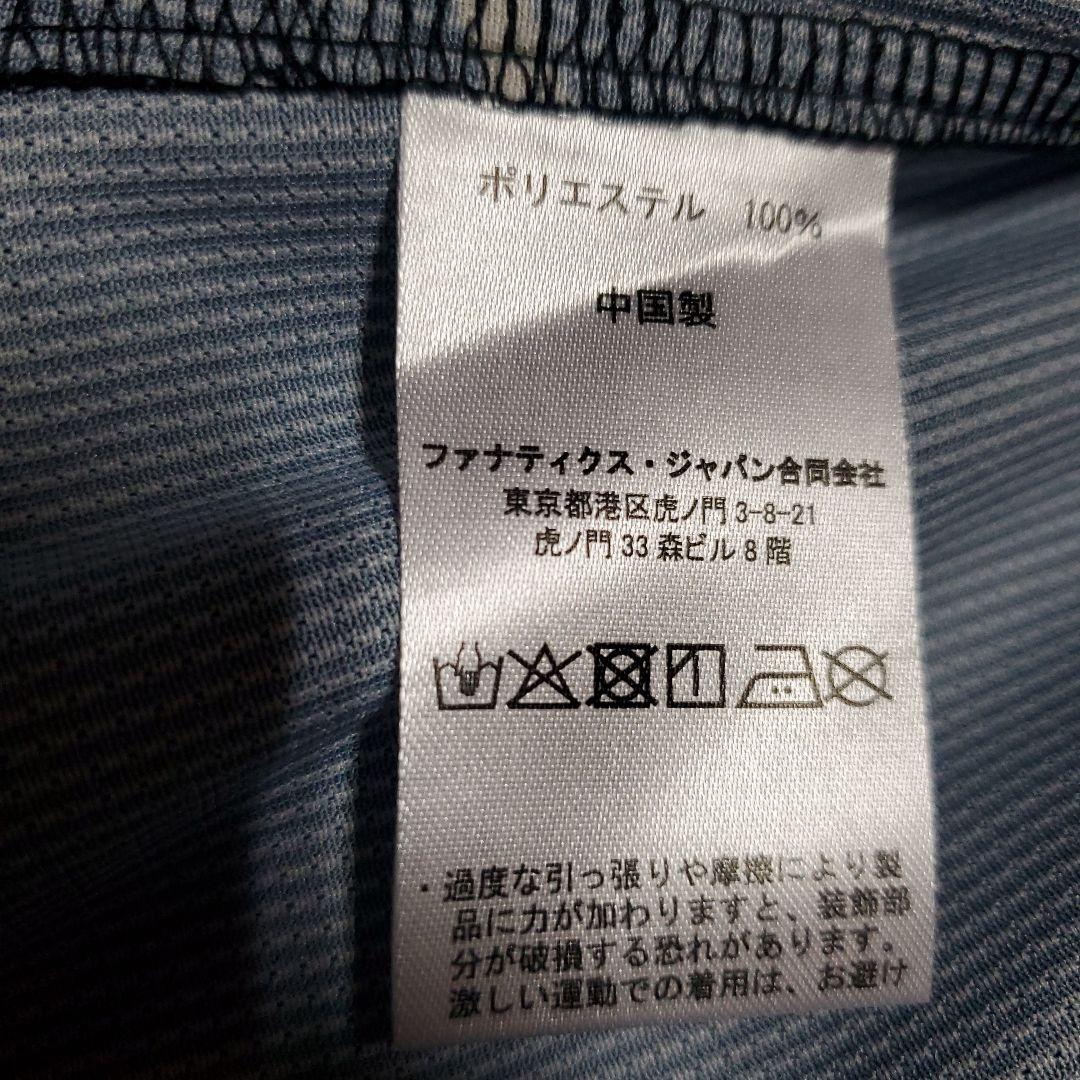 ポリエステル 100%
中国製
ファナティクス・ジャパン合同会社
東京都港区虎ノ門 3-8-21
虎ノ門 33 森ビル 8 階
・過度な引っ張りや摩擦により製
品に力が加わりますと、装飾部
分が破損する恐れがあります。
激しい運動での着用は、お避け